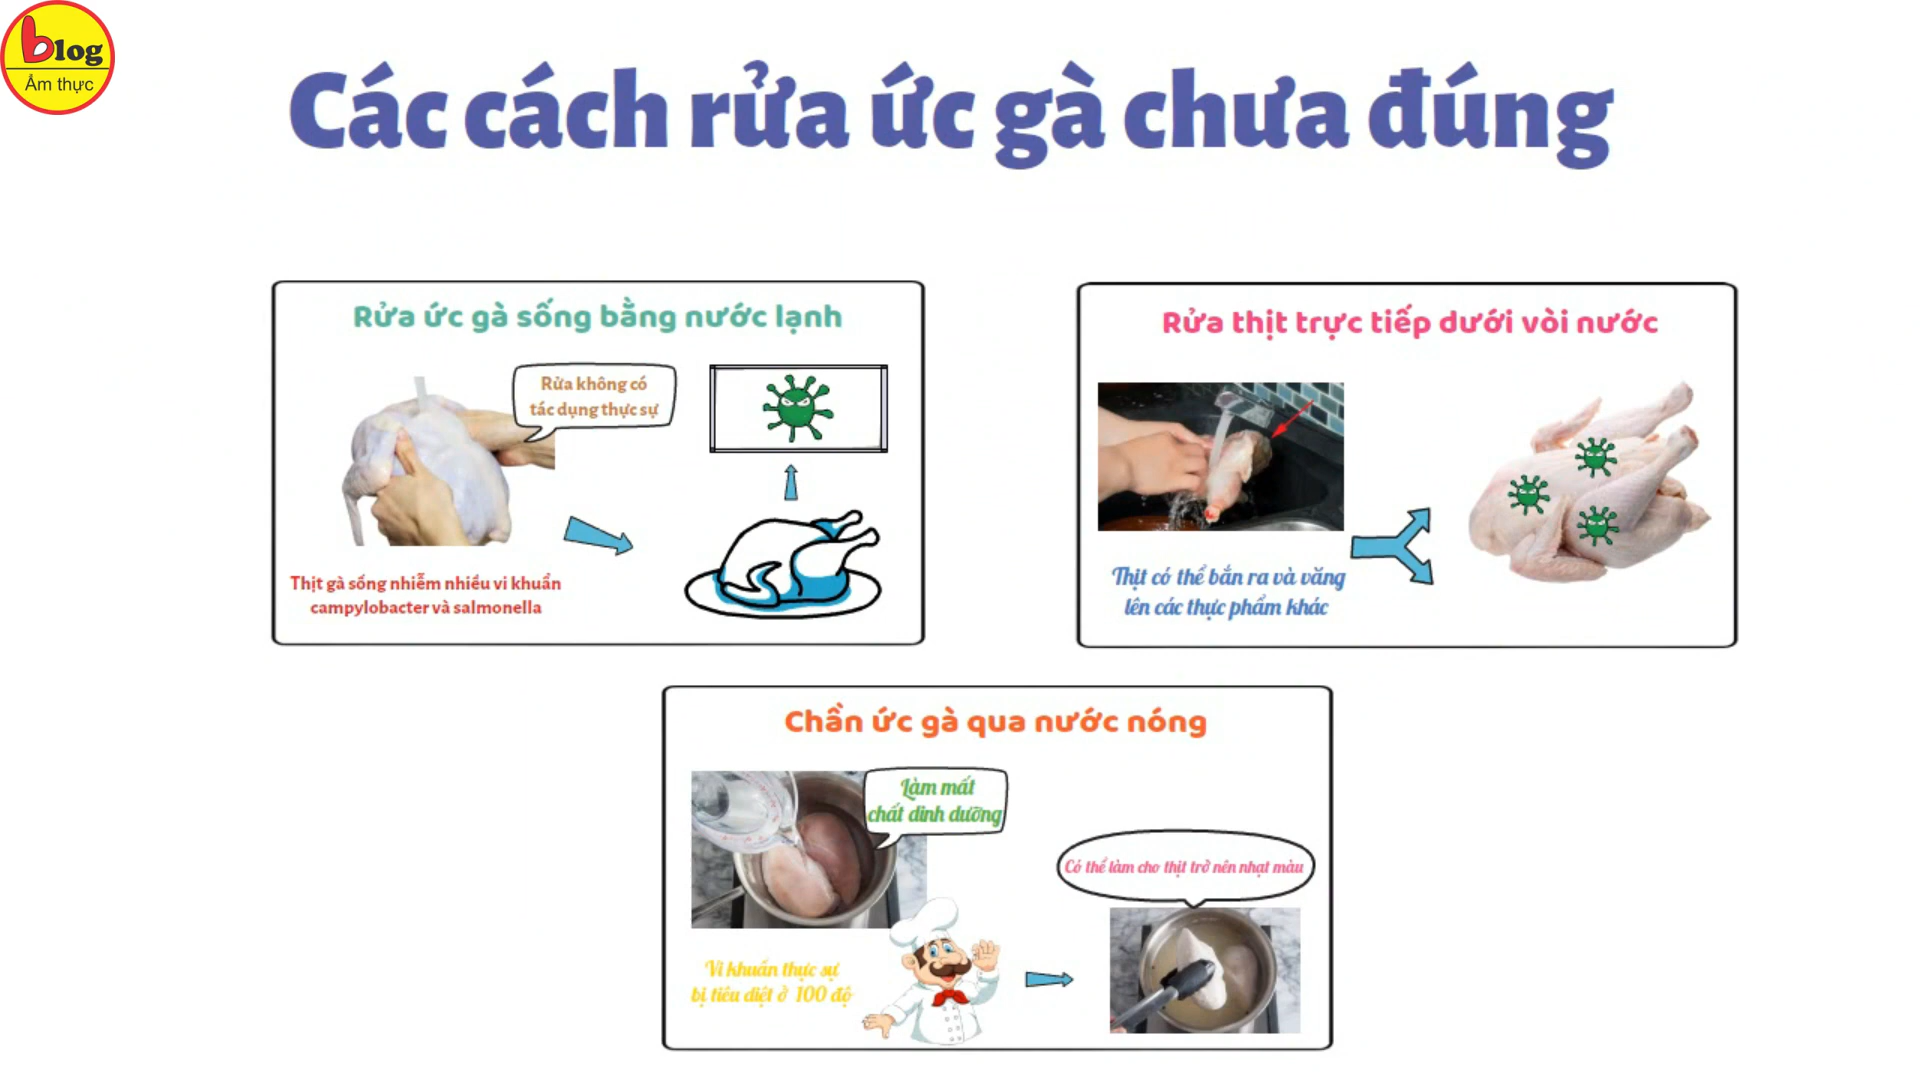 blog
Ẩm thực
Các cách rửa ức gà chưa đúng
Rửa ức gà sống bằng nước lạnh
Rửa không có
tác dụng thực sự
Thịt gà sống nhiễm nhiều vi khuẩn
campylobacter và salmonella
Rửa thịt trực tiếp dưới vòi nước
Thịt có thể bắn ra và văng
lên các thực phẩm khác
Chần ức gà qua nước nóng
Làm mất
chất dinh dưỡng
Có thể làm cho thịt trở nên nhạt màu
Vi khuẩn thực sự
bị tiêu diệt ở 100 độ